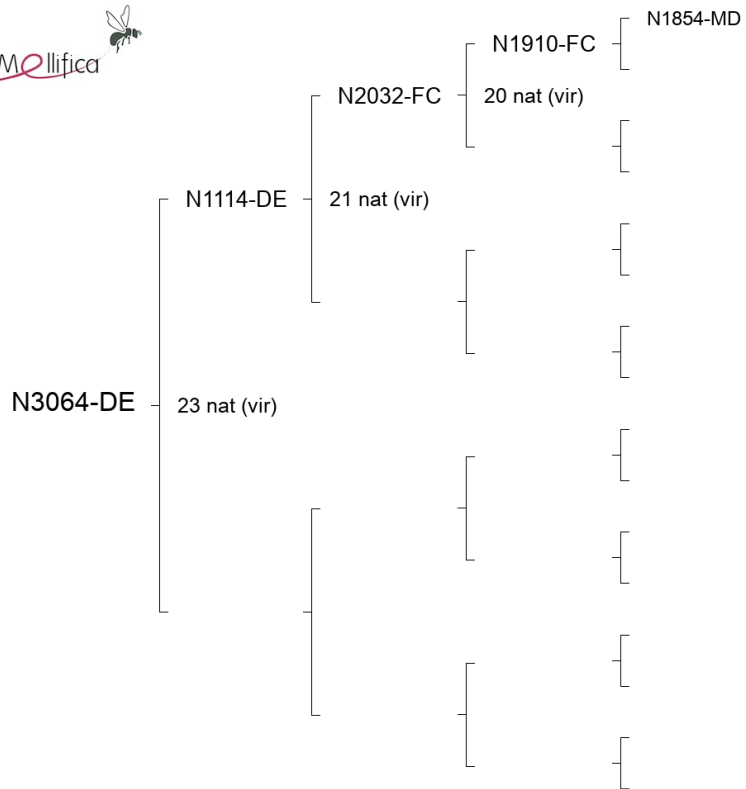 Mellifica
N1854-MD
N1910-FC
N2032-FC
20 nat (vir)
N1114-DE
21 nat (vir)
N3064-DE
23 nat (vir)